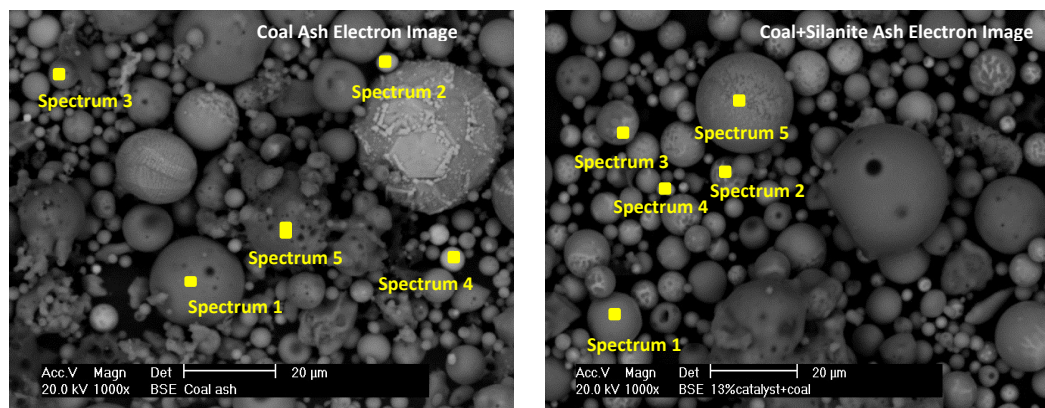 Coal Ash Electron Image
Spectrum 3
Spectrum 2
Spectrum 5
Spectrum 4
Spectrum 1
Acc.V Magn Det 20 µm
20.0 kV 1000x BSE Coal ash
Coal+Silanite Ash Electron Image
Spectrum 5
Spectrum 3
Spectrum 2
Spectrum 4
Spectrum 1
Acc.V Magn Det 20 µm
20.0 kV 1000x BSE 13%catalyst+coal